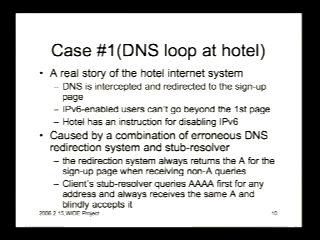 Case #1(DNS loop at hotel)
• A real story of the hotel internet system
– DNS is intercepted and redirected to the sign-up
page
– IPv6-enabled users can't go beyond the 1st page
– Hotel has an instruction for disabling IPv6
• Caused by a combination of erroneous DNS
redirection system and stub-resolver
– the redirection system always returns the A for the
sign-up page when receiving non-A queries
– Client's stub-resolver queries AAAA first for any
address and always receives the same A and
blindly accepts it
2006.2.15, WIDE Project
10